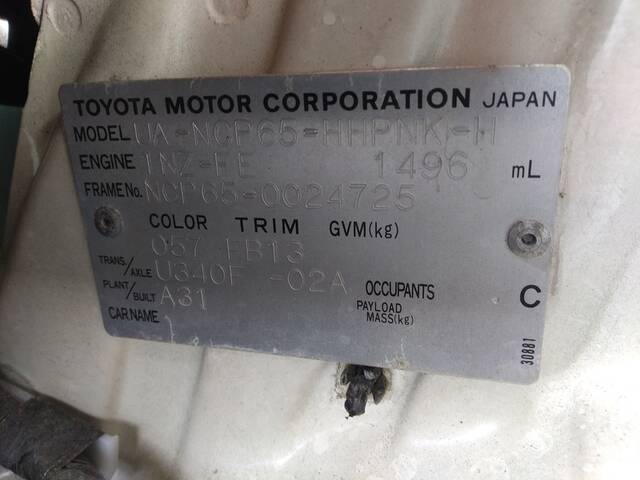 TOYOTA MOTOR CORPORATION JAPAN
MODEL UA-NCP65-HHPNK-H
ENGINE 1NZ-FE 1496 mL
FRAME No. NCP65-0024725
COLOR TRIM GVM(kg)
057 FB13
TRANS./AXLE U340F -02A OCCUPANTS
PLANT/BUILT A31 PAYLOAD MASS(kg) C
CAR NAME
30881